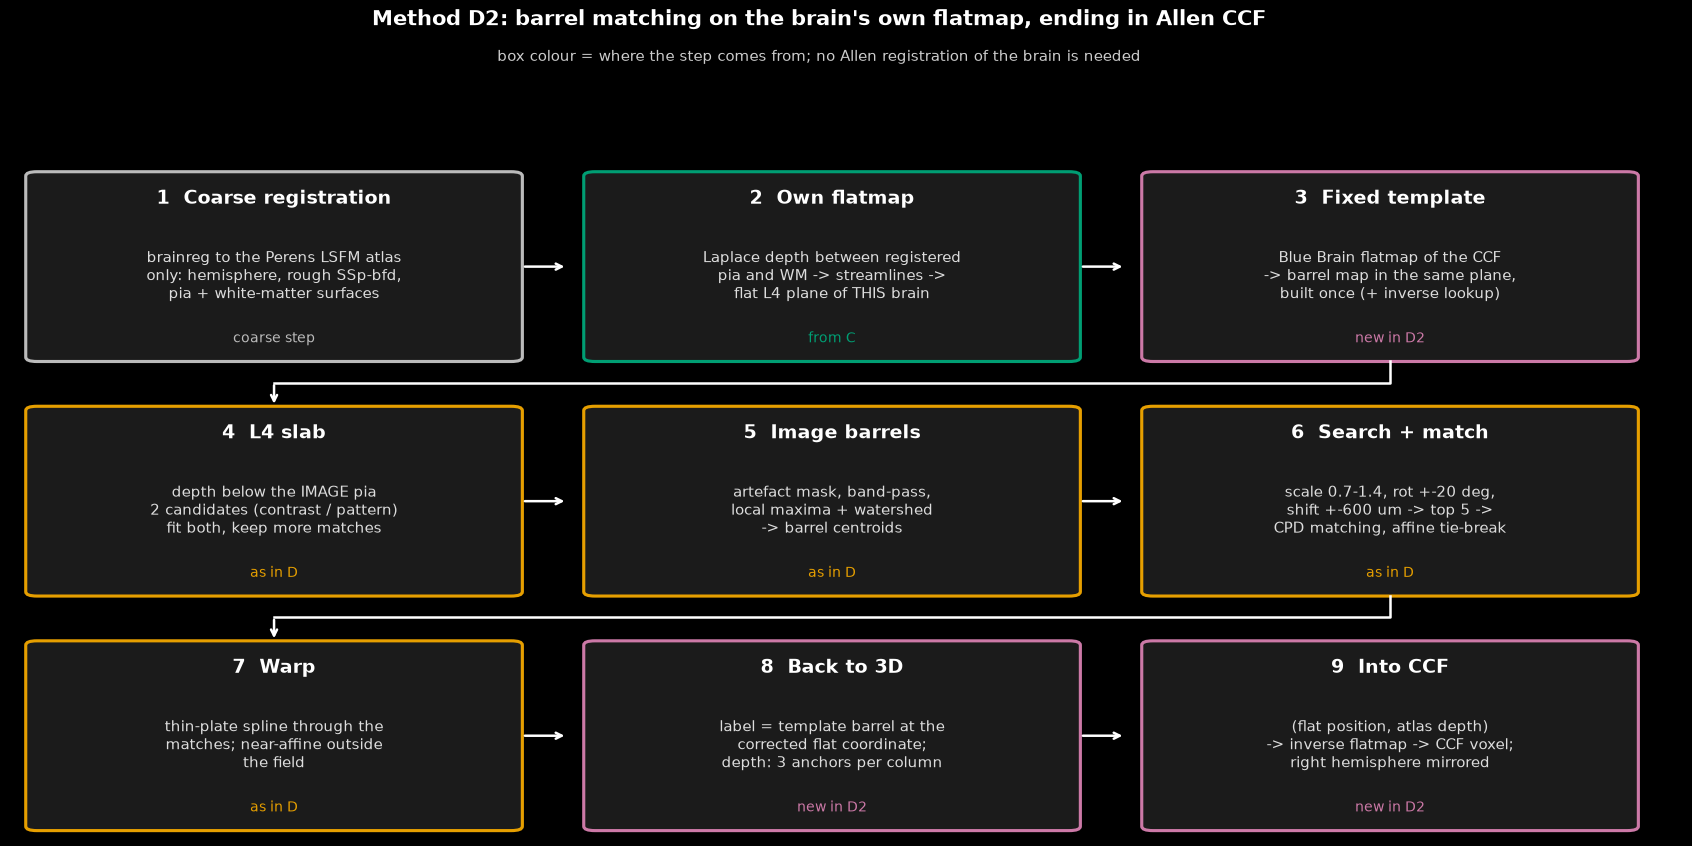 Method D2: barrel matching on the brain's own flatmap, ending in Allen CCF
box colour = where the step comes from; no Allen registration of the brain is needed
1 Coarse registration
brainreg to the Perens LSFM atlas
only: hemisphere, rough SSp-bfd,
pia + white-matter surfaces
coarse step
2 Own flatmap
Laplace depth between registered
pia and WM -> streamlines ->
flat L4 plane of THIS brain
from C
3 Fixed template
Blue Brain flatmap of the CCF
-> barrel map in the same plane,
built once (+ inverse lookup)
new in D2
4 L4 slab
depth below the IMAGE pia
2 candidates (contrast / pattern)
fit both, keep more matches
as in D
5 Image barrels
artefact mask, band-pass,
local maxima + watershed
-> barrel centroids
as in D
6 Search + match
scale 0.7-1.4, rot +-20 deg,
shift +-600 um -> top 5 ->
CPD matching, affine tie-break
as in D
7 Warp
thin-plate spline through the
matches; near-affine outside
the field
as in D
8 Back to 3D
label = template barrel at the
corrected flat coordinate;
depth: 3 anchors per column
new in D2
9 Into CCF
(flat position, atlas depth)
-> inverse flatmap -> CCF voxel;
right hemisphere mirrored
new in D2